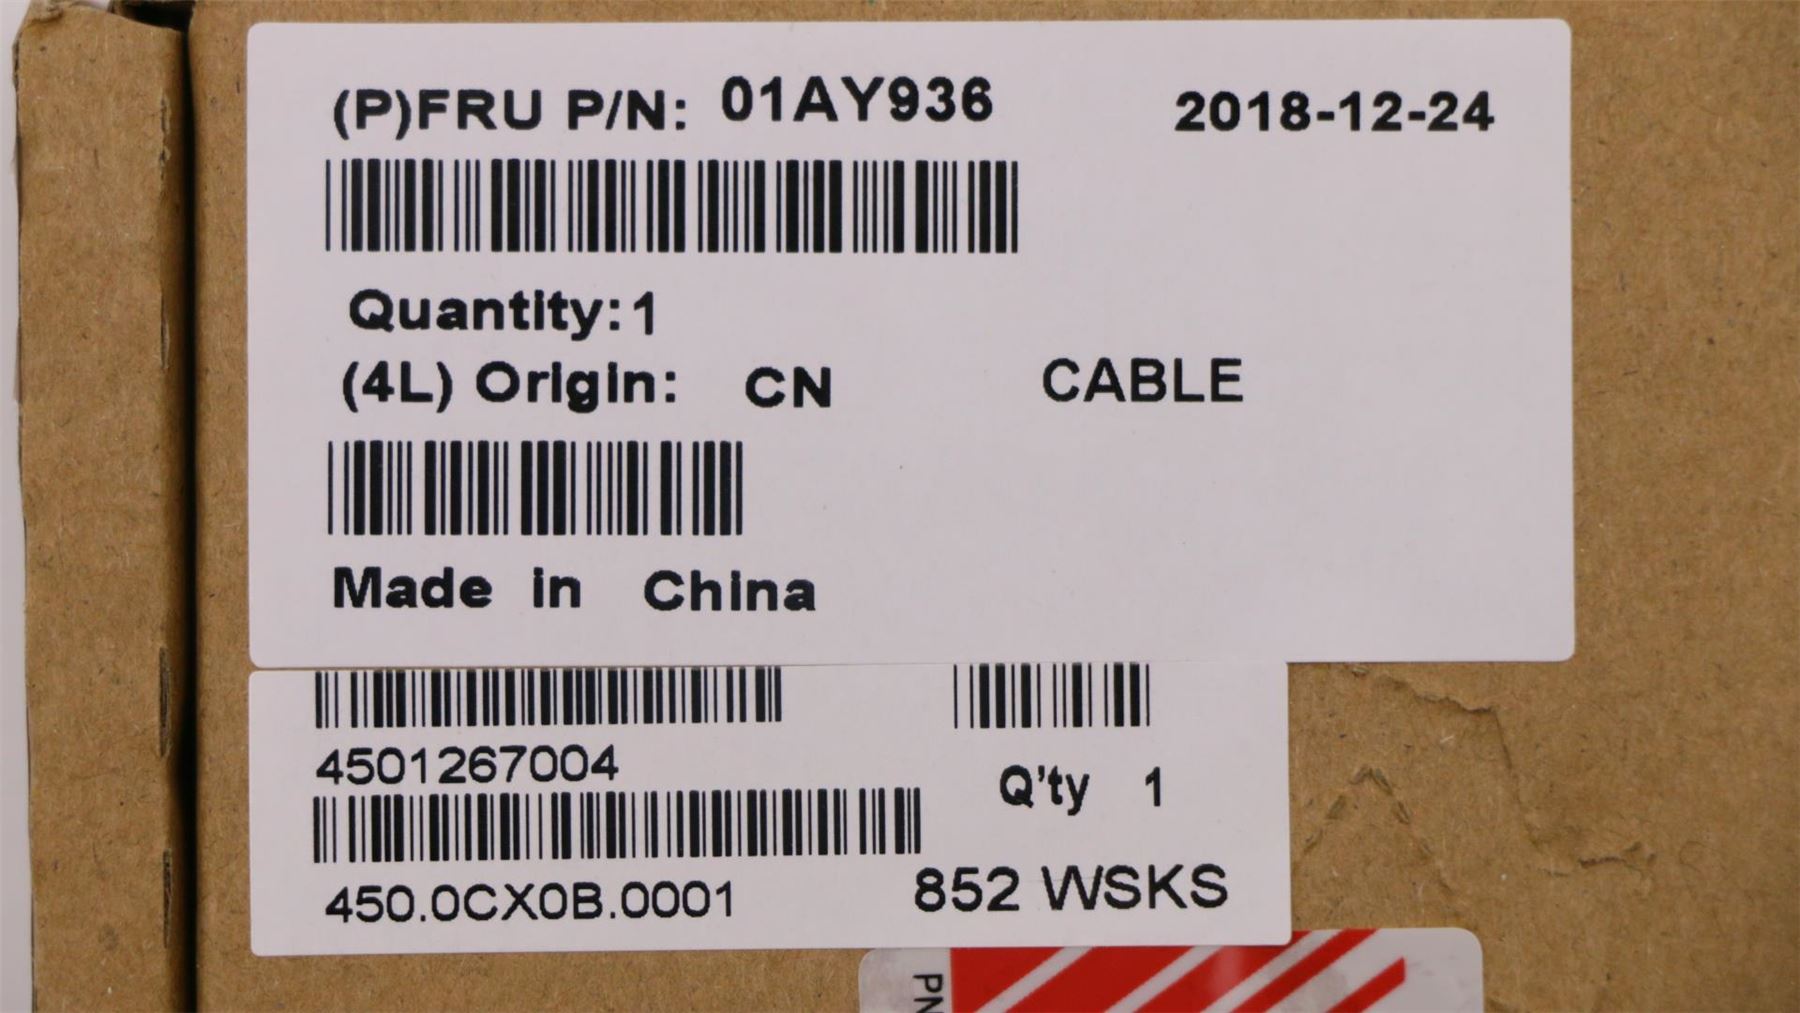 (P)FRU P/N: 01AY936 2018-12-24
Quantity:1
(4L) Origin: CN CABLE
Made in China
4501267004
Q'ty 1
450.0CX0B.0001 852 WSKS
PN